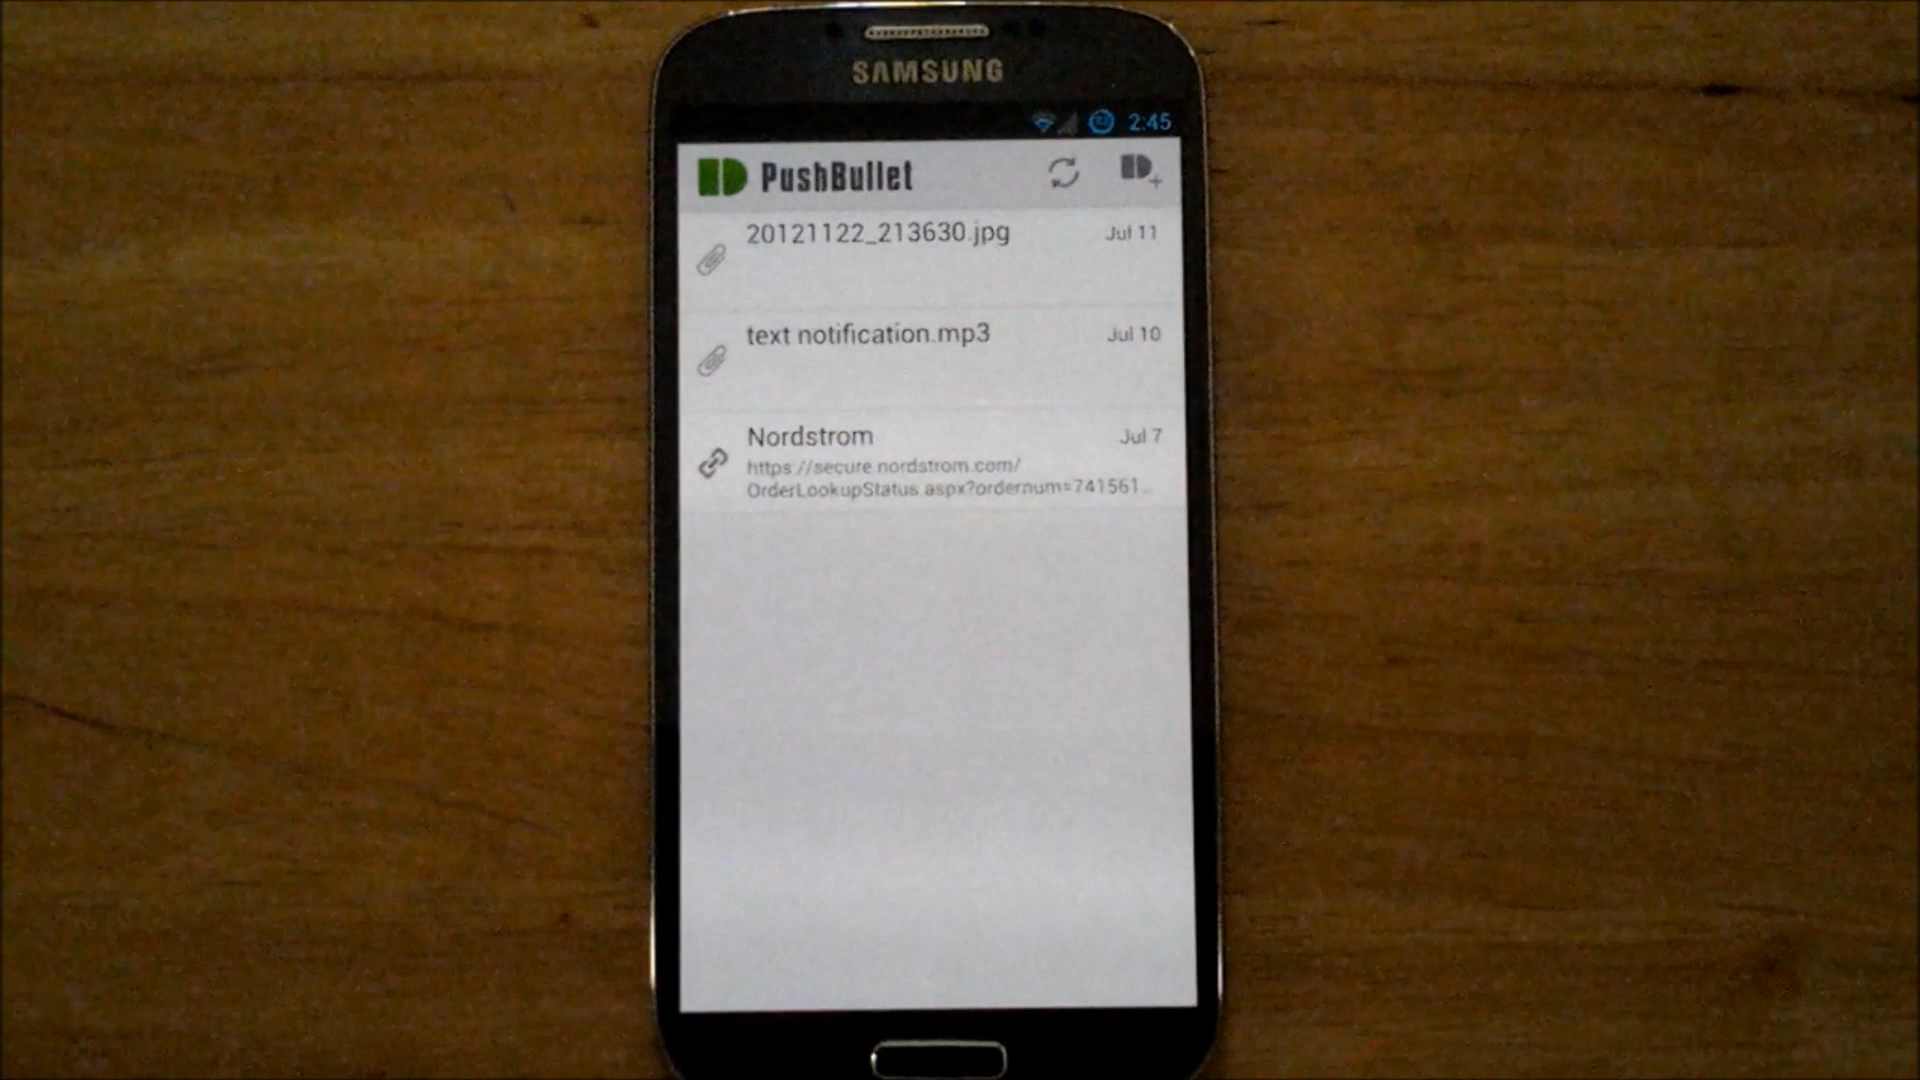 SAMSUNG
2:45
PushBullet
20121122_213630.jpg
Jul 11
text notification.mp3
Jul 10
Nordstrom
Jul 7
https://secure.nordstrom.com/
OrderLookupStatus.aspx?ordernum=741561...